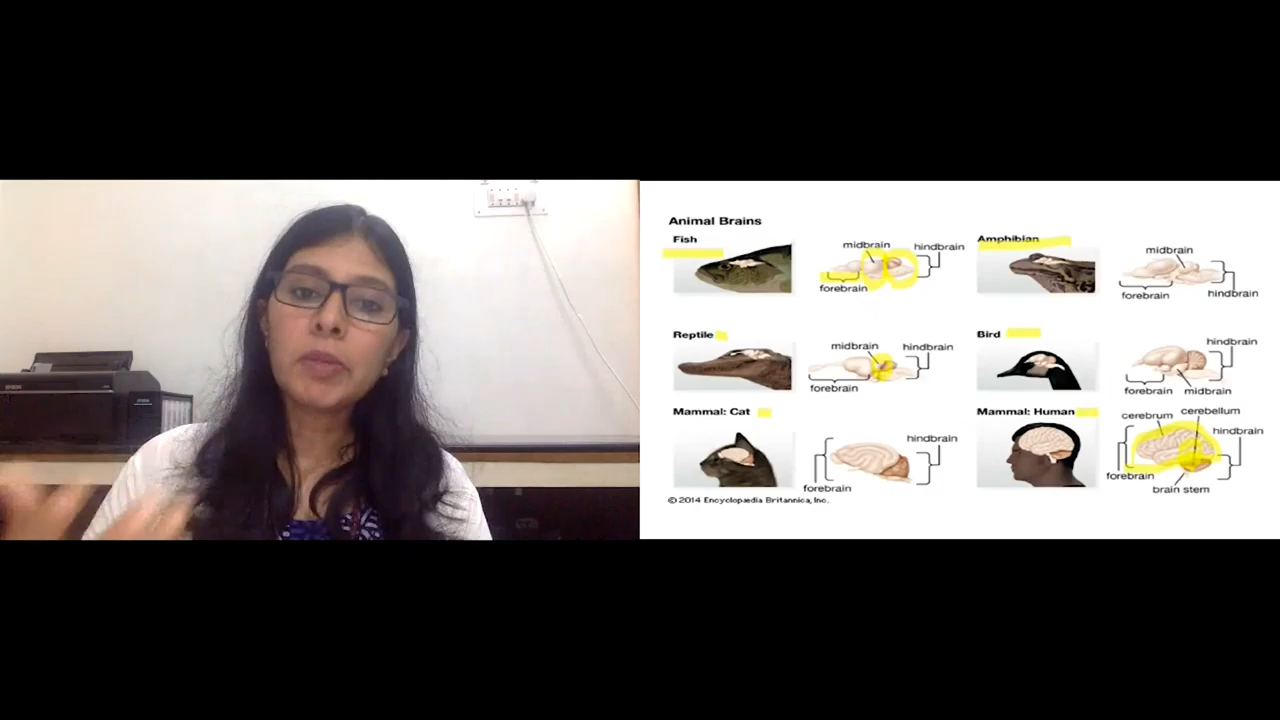 Animal Brains
Fish
midbrain
hindbrain
forebrain
Amphibian
midbrain
forebrain
hindbrain
Reptile
midbrain
hindbrain
forebrain
Bird
hindbrain
forebrain
midbrain
Mammal: Cat
hindbrain
forebrain
Mammal: Human
cerebrum
cerebellum
hindbrain
forebrain
brain stem
© 2014 Encyclopædia Britannica, Inc.
EPSON